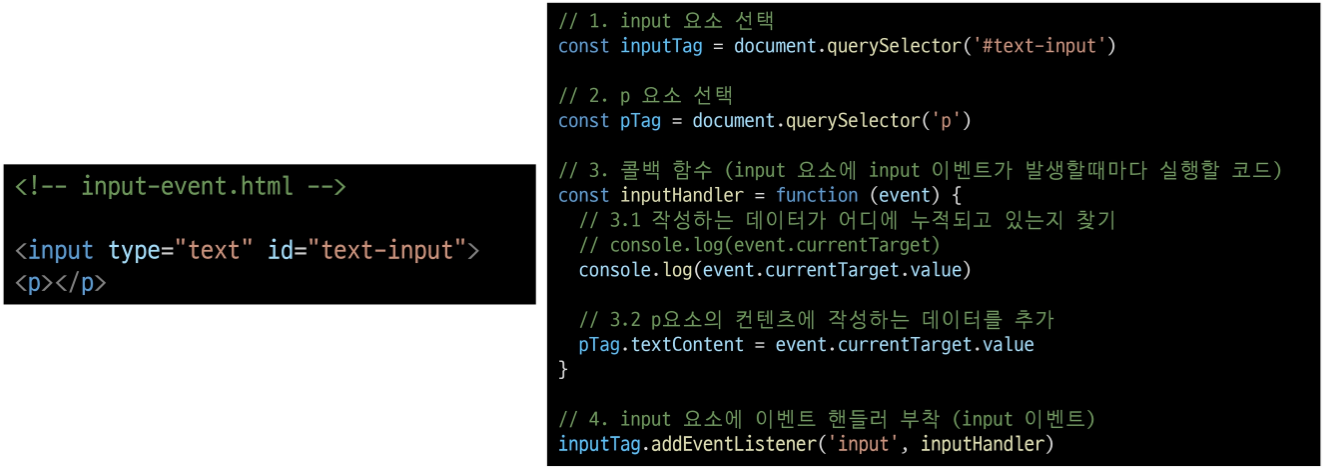 <!-- input-event.html -->
<input type="text" id="text-input">
<p></p>
// 1. input 요소 선택
const inputTag = document.querySelector('#text-input')
// 2. p 요소 선택
const pTag = document.querySelector('p')
// 3. 콜백 함수 (input 요소에 input 이벤트가 발생할때마다 실행할 코드)
const inputHandler = function (event) {
// 3.1 작성하는 데이터가 어디에 누적되고 있는지 찾기
// console.log(event.currentTarget)
console.log(event.currentTarget.value)
// 3.2 p요소의 컨텐츠에 작성하는 데이터를 추가
pTag.textContent = event.currentTarget.value
}
// 4. input 요소에 이벤트 핸들러 부착 (input 이벤트)
inputTag.addEventListener('input', inputHandler)